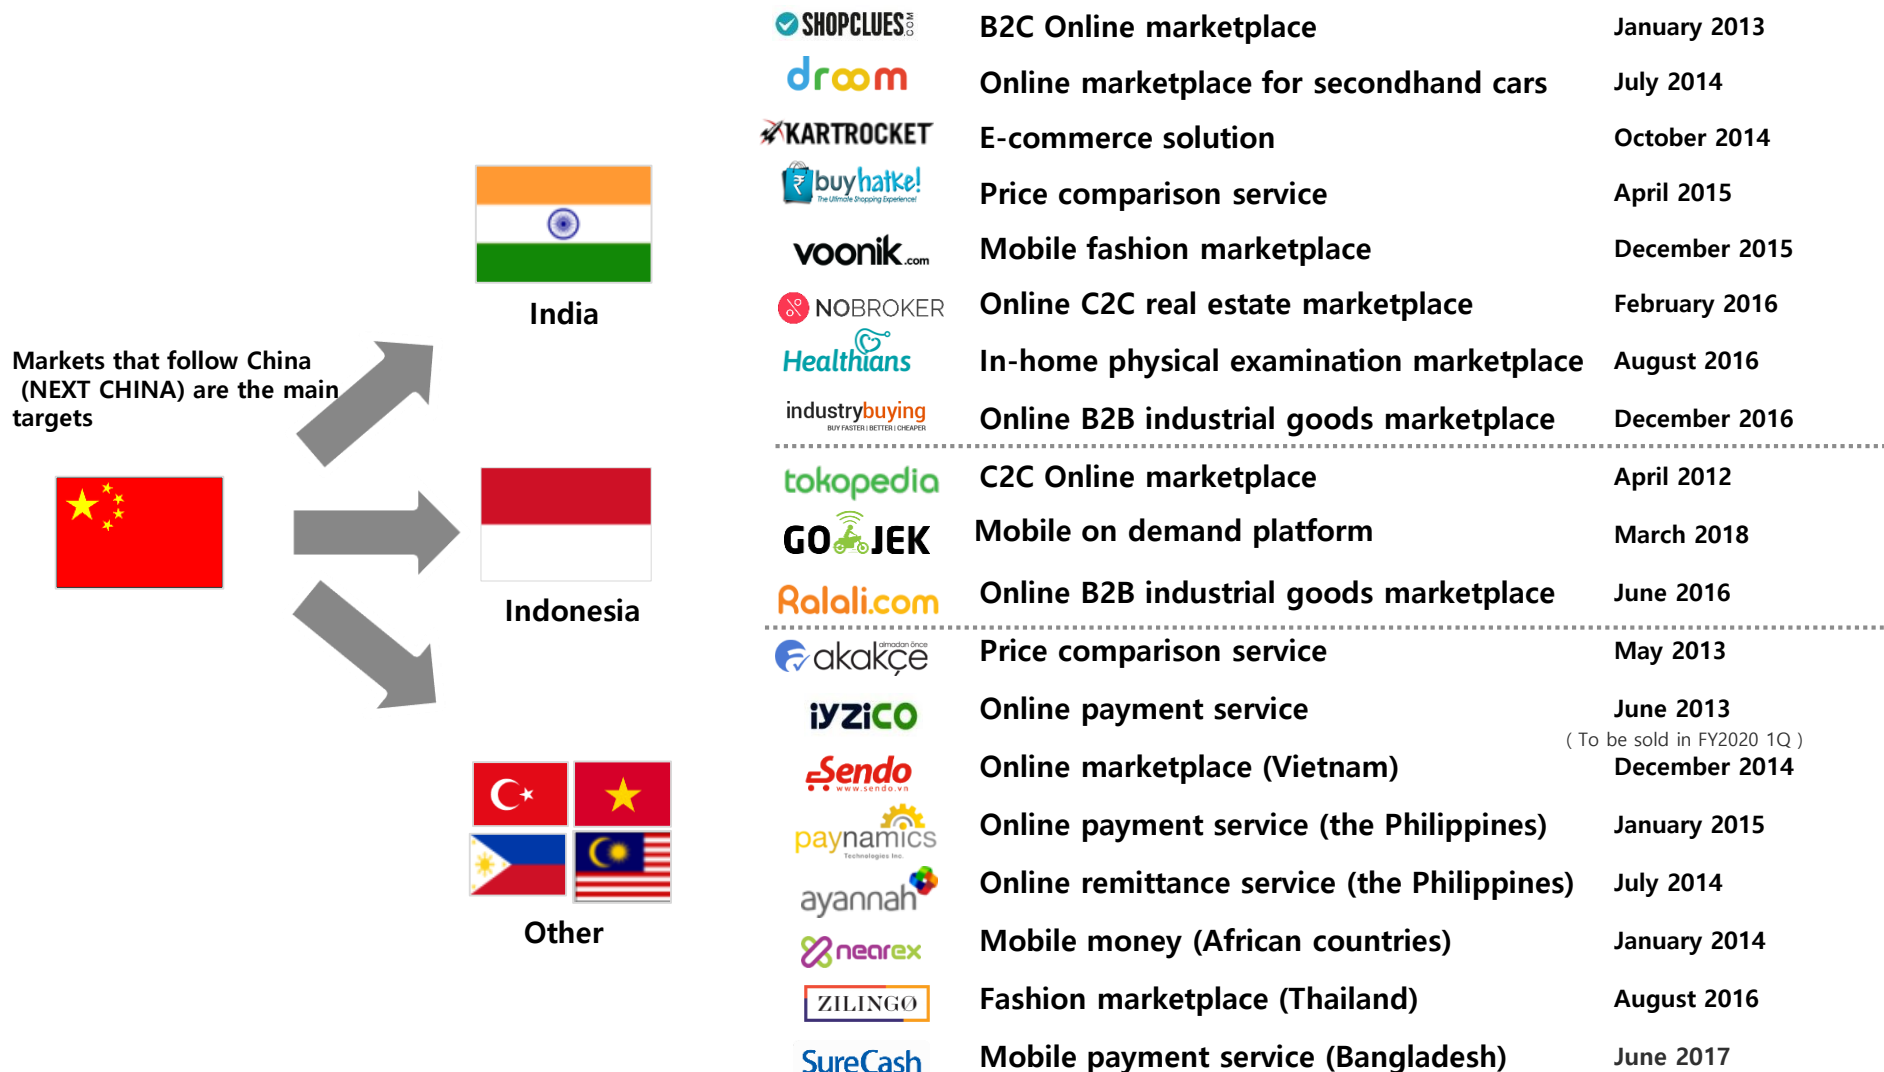 SHOPCLUES.COM B2C Online marketplace January 2013
droom Online marketplace for secondhand cars July 2014
KARTROCKET E-commerce solution October 2014
buyhatke! Price comparison service April 2015
The Ultimate Shopping Experience!
voonik.com Mobile fashion marketplace December 2015
NOBROKER Online C2C real estate marketplace February 2016
Healthians In-home physical examination marketplace August 2016
industrybuying Online B2B industrial goods marketplace December 2016
BUY FASTER | BETTER | CHEAPER
India
Markets that follow China
(NEXT CHINA) are the main
targets
tokopedia C2C Online marketplace April 2012
GO JEK Mobile on demand platform March 2018
Ralali.com Online B2B industrial goods marketplace June 2016
Indonesia
almadan önce
akakçe Price comparison service May 2013
iyzico Online payment service June 2013
( To be sold in FY2020 1Q )
Sendo Online marketplace (Vietnam) December 2014
www.sendo.vn
paynamics Online payment service (the Philippines) January 2015
Technologies Inc.
ayannah Online remittance service (the Philippines) July 2014
nearex Mobile money (African countries) January 2014
ZILINGO Fashion marketplace (Thailand) August 2016
SureCash Mobile payment service (Bangladesh) June 2017
Other